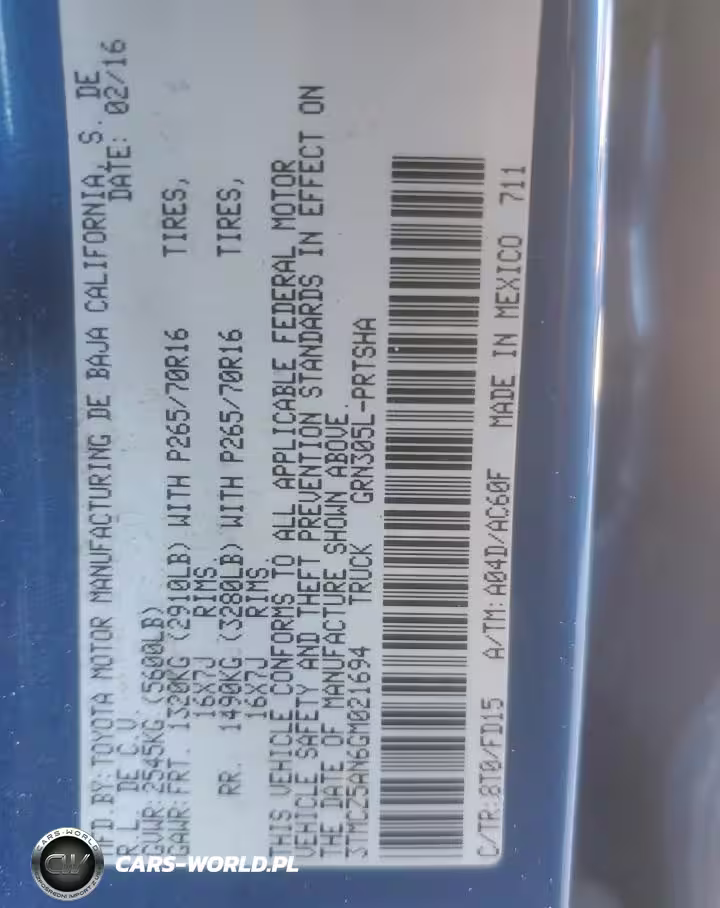 MFD BY: TOYOTA MOTOR MANUFACTURING DE BAJA CALIFORNIA, S. DE
R.L. DE C.V. DATE: 02/16
GVWR: 2545KG (5600LB)
GAWR: FRT. 1320KG (2910LB) WITH P265/70R16 TIRES,
16X7J RIMS.
RR. 1490KG (3280LB) WITH P265/70R16 TIRES,
16X7J RIMS.
THIS VEHICLE CONFORMS TO ALL APPLICABLE FEDERAL MOTOR
VEHICLE SAFETY AND THEFT PREVENTION STANDARDS IN EFFECT ON
THE DATE OF MANUFACTURE SHOWN ABOVE.
3TMCZ5AN6GM021694 TRUCK GRN305L-PRTSHA
C/TR: 8T0/FD15 A/TM: A04D/AC60F MADE IN MEXICO 711
CARS-WORLD
CW
CARS-WORLD.PL